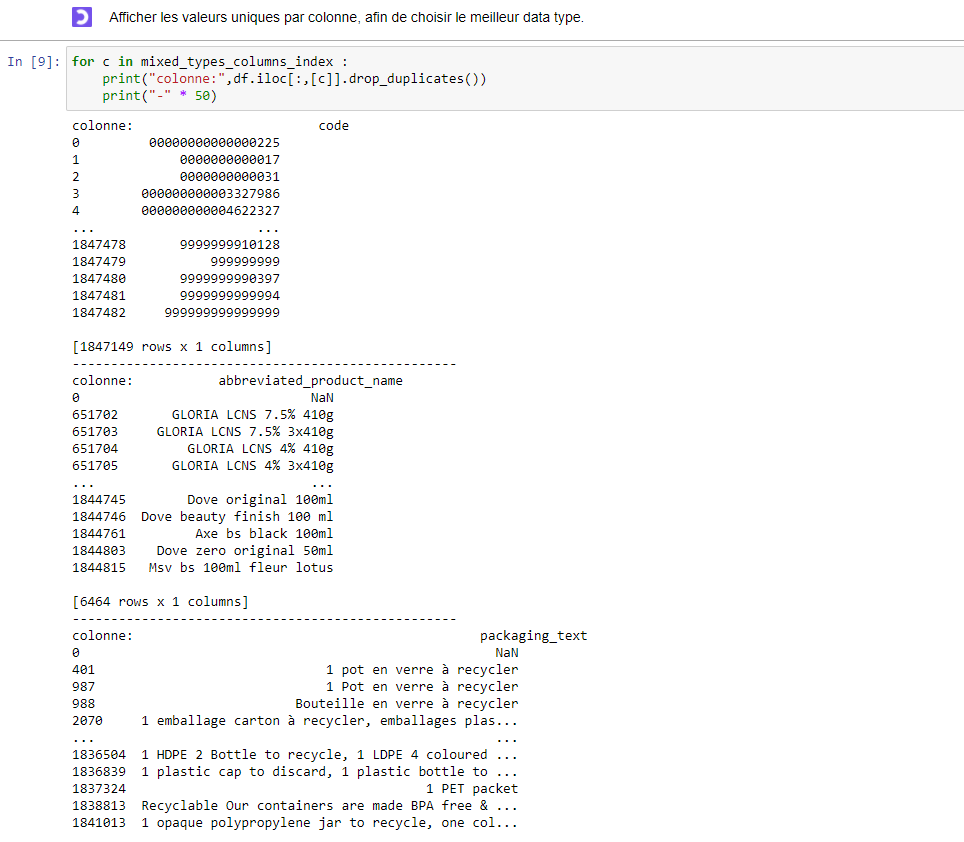 Afficher les valeurs uniques par colonne, afin de choisir le meilleur data type.
In [9]: for c in mixed_types_columns_index :
print("colonne:",df.iloc[:,[c]].drop_duplicates())
print("-" * 50)
colonne: code
0 00000000000000225
1 0000000000017
2 0000000000031
3 000000000003327986
4 000000000004622327
... ...
1847478 9999999910128
1847479 999999999
1847480 9999999990397
1847481 9999999999994
1847482 999999999999999
[1847149 rows x 1 columns]
--------------------------------------------------
colonne: abbreviated_product_name
0 NaN
651702 GLORIA LCNS 7.5% 410g
651703 GLORIA LCNS 7.5% 3x410g
651704 GLORIA LCNS 4% 410g
651705 GLORIA LCNS 4% 3x410g
... ...
1844745 Dove original 100ml
1844746 Dove beauty finish 100 ml
1844761 Axe bs black 100ml
1844803 Dove zero original 50ml
1844815 Msv bs 100ml fleur lotus
[6464 rows x 1 columns]
--------------------------------------------------
colonne: packaging_text
0 NaN
401 1 pot en verre à recycler
987 1 Pot en verre à recycler
988 Bouteille en verre à recycler
2070 1 emballage carton à recycler, emballages plas...
... ...
1836504 1 HDPE 2 Bottle to recycle, 1 LDPE 4 coloured ...
1836839 1 plastic cap to discard, 1 plastic bottle to ...
1837324 1 PET packet
1838813 Recyclable Our containers are made BPA free & ...
1841013 1 opaque polypropylene jar to recycle, one col...